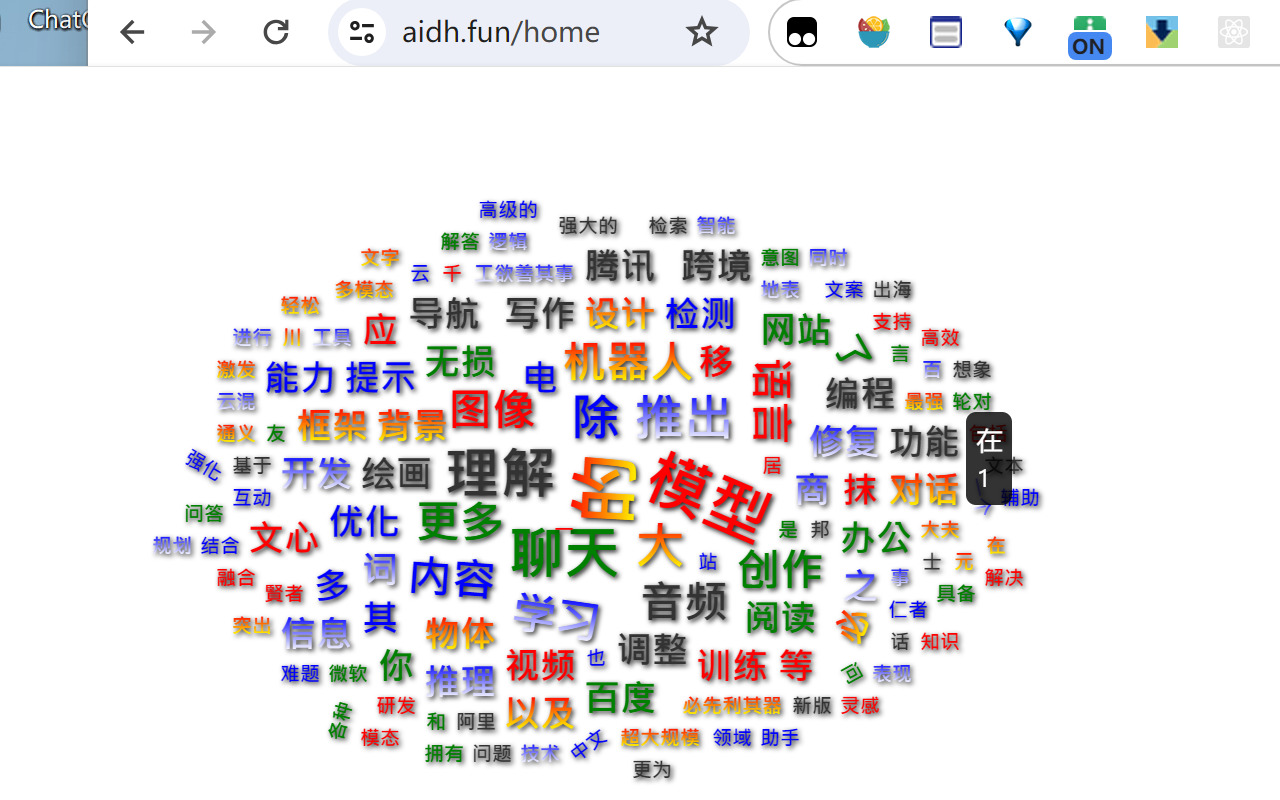 Chat
aidh.fun/home
ON
高级的
强大的 检索 智能
解答 逻辑
文字 云 千 工欲善其事 腾讯 跨境 意图 同时
多模态 地表 文案 出海
轻松 导航 写作 设计 检测
进行 川 工具 应 网站 支持
无损 机器人 移 个 言 高效
激发 能力 提示 电 语言 百 想象
云混 图像 除 推出 编程 最强 轮对
通义 友 框架 背景 修复 功能 在
强化 基于 开发 绘画 理解 的 模型 居 文本
1
互动 商 抹 对话 辅助
问答 优化 更多 是 邦 办公 大夫
规划 结合 文心 一 聊天 大 站 在
融合 词 内容 创作 之 事 士 元 解决
賢者 多 音频 具备
突出 信息 其 物体 学习 阅读 必 仁者
话 知识
难题 微软 你 推理 视频 也 调整 训练 等 问 表现
各种 研发 和 阿里 以及 百度 必先利其器 新版 灵感
模态 拥有 问题 技术 中文 超大规模 领域 助手
更为